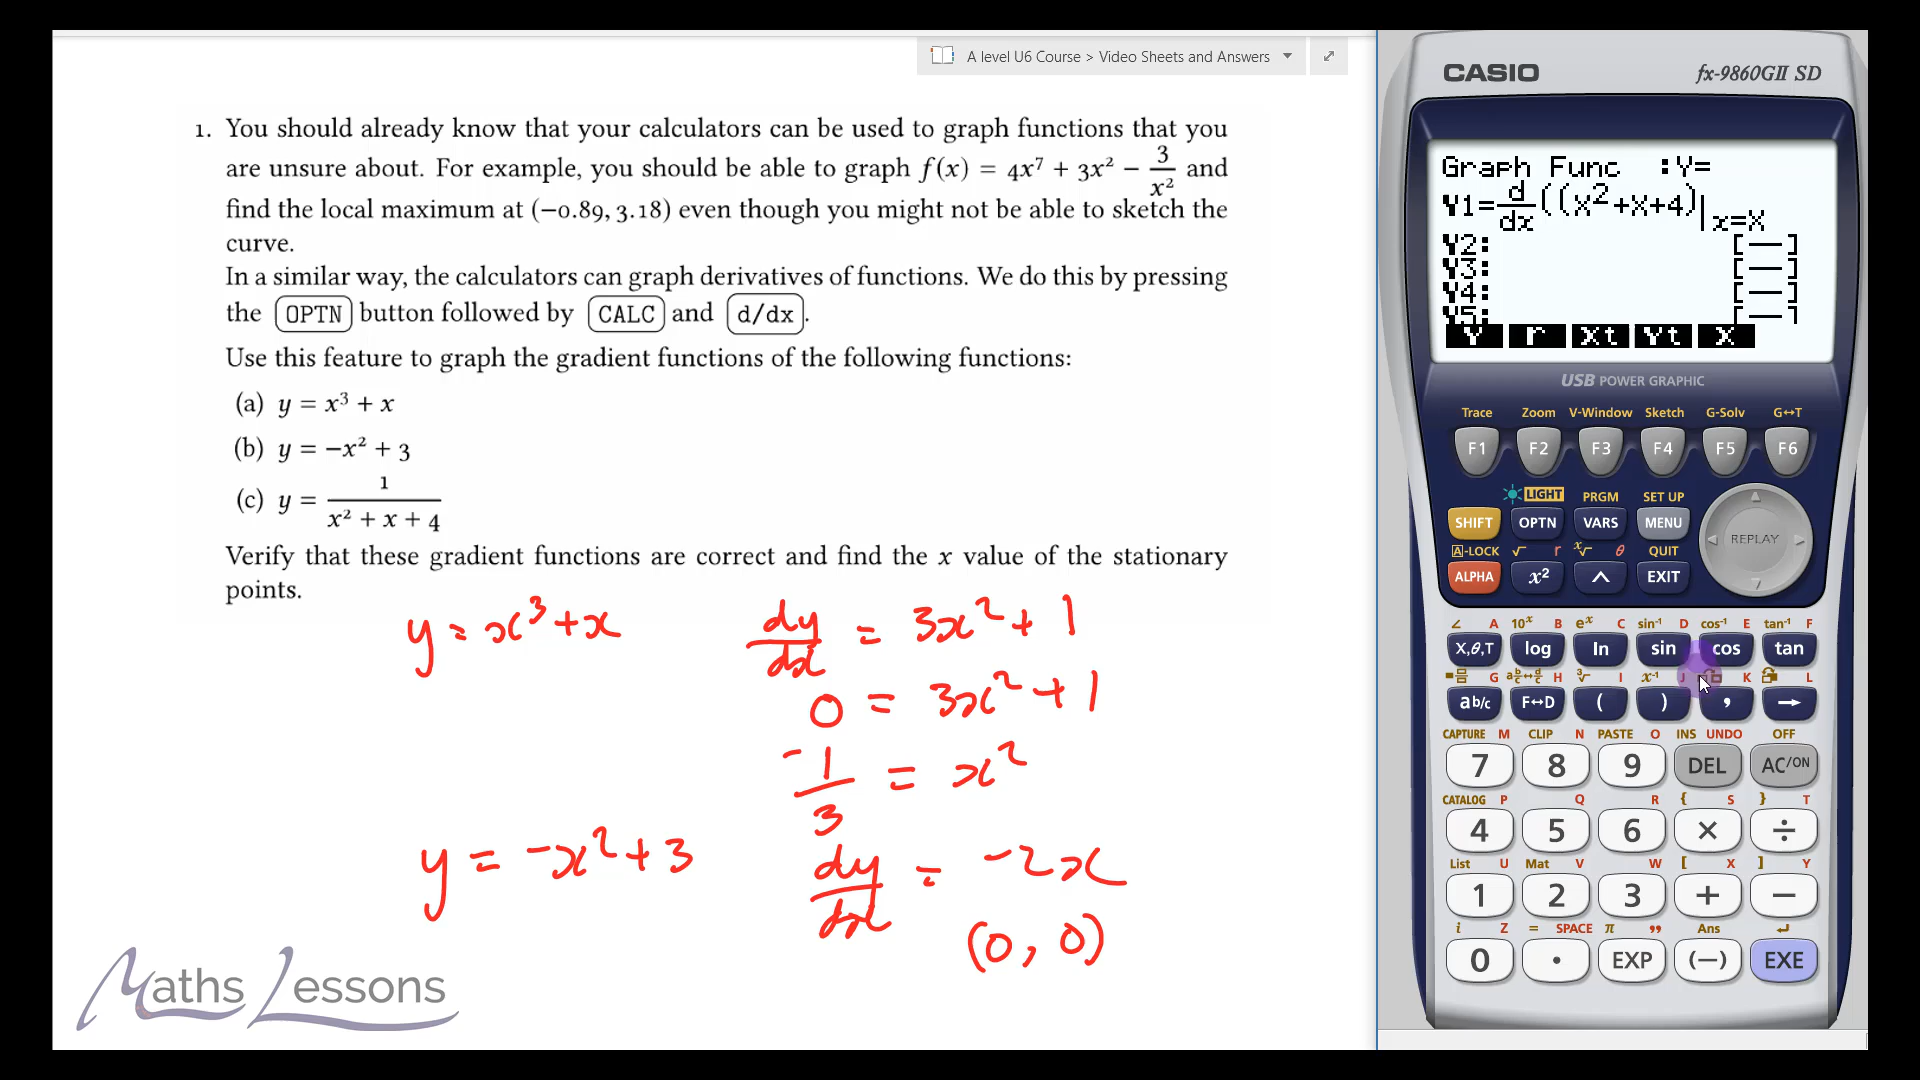 A level U6 Course > Video Sheets and Answers
1. You should already know that your calculators can be used to graph functions that you
are unsure about. For example, you should be able to graph f(x) = 4x⁷ + 3x² − 3/x² and
find the local maximum at (−0.89, 3.18) even though you might not be able to sketch the
curve.
In a similar way, the calculators can graph derivatives of functions. We do this by pressing
the OPTN button followed by CALC and d/dx.
Use this feature to graph the gradient functions of the following functions:
(a) y = x³ + x
(b) y = −x² + 3
(c) y = 1/(x² + x + 4)
Verify that these gradient functions are correct and find the x value of the stationary
points.
y = x³ + x
dy/dx = 3x² + 1
0 = 3x² + 1
-1/3 = x²
y = -x² + 3
dy/dx = -2x
(0, 0)
Maths Lessons
CASIO fx-9860GII SD
Graph Func :Y=
Y1=d/dx((X²+X+4)|x=X
Y2: [—]
Y3: [—]
Y4: [—]
Y5: [—]
Y r Xt Yt X
USB POWER GRAPHIC
Trace Zoom V-Window Sketch G-Solv G↔T
F1 F2 F3 F4 F5 F6
LIGHT PRGM SET UP
SHIFT OPTN VARS MENU
REPLAY
A-LOCK √ r ˣ√ θ QUIT
ALPHA x² ^ EXIT
∠ A 10ˣ B eˣ C sin⁻¹ D cos⁻¹ E tan⁻¹ F
X,θ,T log ln sin cos tan
G a b/c↔d/c H ³√ I x⁻¹ J K L
a b/c F↔D ( ) , →
CAPTURE M CLIP N PASTE O INS UNDO OFF
7 8 9 DEL AC/ON
CATALOG P Q R { S } T
4 5 6 × ÷
List U Mat V W [ X ] Y
1 2 3 + −
i Z = SPACE π " Ans ↵
0 . EXP (−) EXE